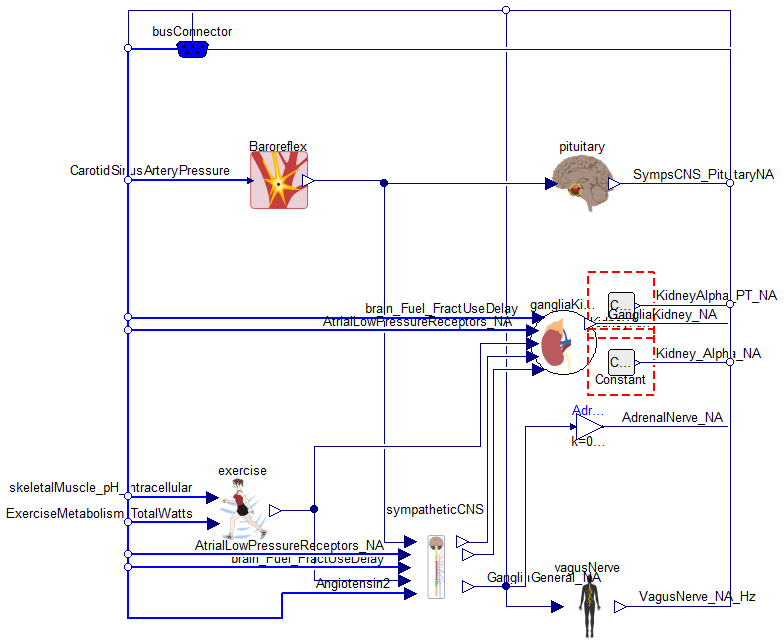 busConnector
Baroreflex
pituitary
CarotidSinusArteryPressure
SympsCNS_PituitaryNA
brain_Fuel_FractUseDelay
gangliaKi...
C...
KidneyAlpha_PT_NA
AtrialLowPressureReceptors_NA
GangliaKidney_NA
C...
Kidney_Alpha_NA
Constant
Adr...
AdrenalNerve_NA
k=0...
exercise
skeletalMuscle_pH_intracellular
ExerciseMetabolism_TotalWatts
sympatheticCNS
AtrialLowPressureReceptors_NA
brain_Fuel_FractUseDelay
Angiotensin2
GangliaGeneral_NA
vagusNerve
VagusNerve_NA_Hz